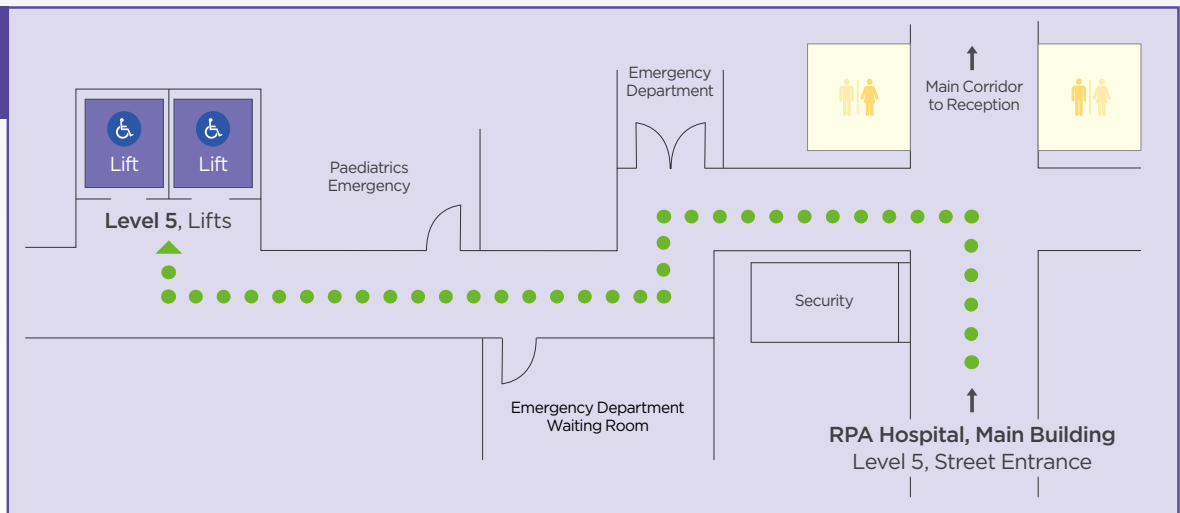 Emergency
Department
Main Corridor
to Reception
Lift
Lift
Paediatrics
Emergency
Level 5, Lifts
Security
Emergency Department
Waiting Room
RPA Hospital, Main Building
Level 5, Street Entrance